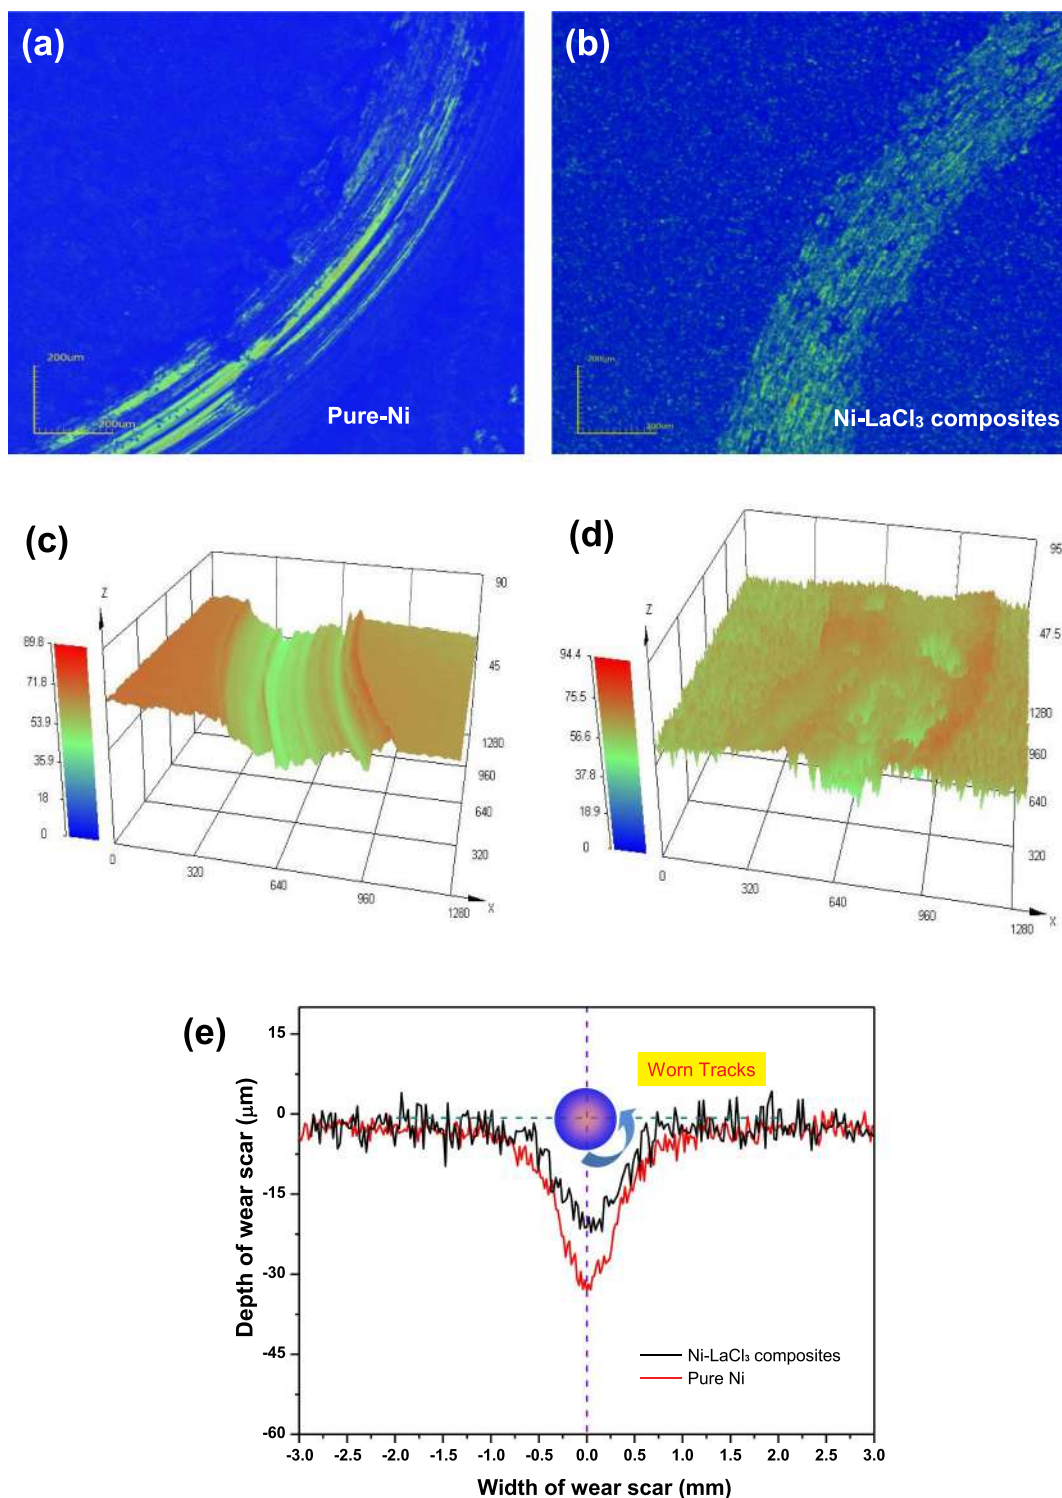 (a)
200um
200um
Pure-Ni
(b)
200um
200um
Ni-LaCl₃ composites
(c)
Z
89.8
71.8
53.9
35.9
18
0
90
45
1280
960
640
320
0
320
640
960
1280
X
(d)
Z
94.4
75.5
56.6
37.8
18.9
0
95
47.5
1280
960
640
320
0
320
640
960
1280
X
(e)
Worn Tracks
Depth of wear scar (μm)
15
0
-15
-30
-45
-60
Ni-LaCl₃ composites
Pure Ni
-3.0 -2.5 -2.0 -1.5 -1.0 -0.5 0.0 0.5 1.0 1.5 2.0 2.5 3.0
Width of wear scar (mm)